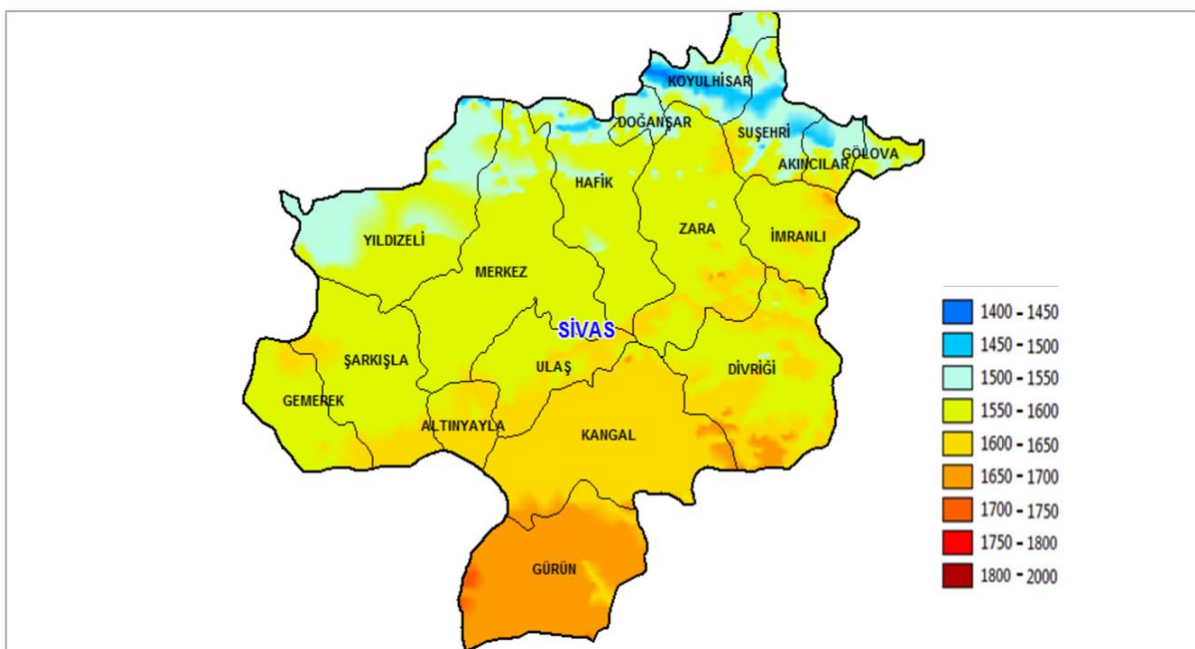 KOYULHİSAR
DOĞANŞAR
SUŞEHRİ
AKINCILAR
GÖLOVA
HAFİK
ZARA
İMRANLI
YILDIZELİ
MERKEZ
SİVAS
ŞARKIŞLA
ULAŞ
DİVRİĞİ
GEMEREK
ALTINYAYLA
KANGAL
GÜRÜN
1400 - 1450
1450 - 1500
1500 - 1550
1550 - 1600
1600 - 1650
1650 - 1700
1700 - 1750
1750 - 1800
1800 - 2000